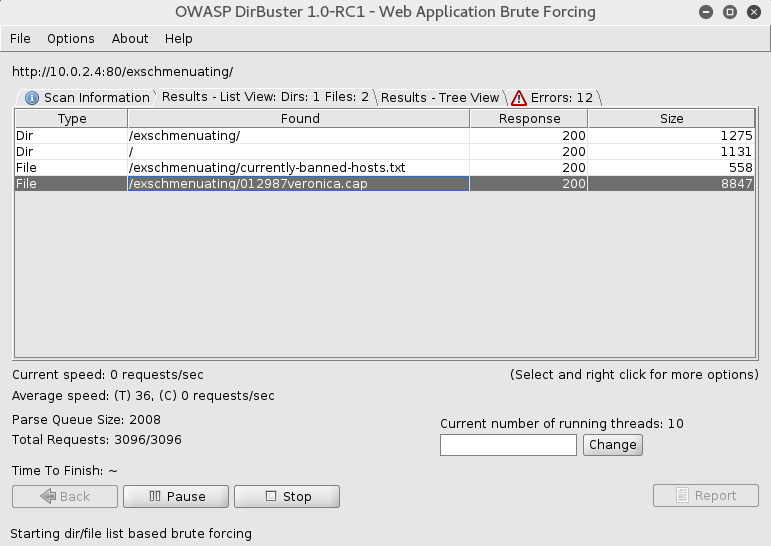 OWASP DirBuster 1.0-RC1 - Web Application Brute Forcing
File Options About Help
http://10.0.2.4:80/exschmenuating/
Scan Information Results - List View: Dirs: 1 Files: 2 Results - Tree View Errors: 12
Type Found Response Size
Dir /exschmenuating/ 200 1275
Dir / 200 1131
File /exschmenuating/currently-banned-hosts.txt 200 558
File /exschmenuating/012987veronica.cap 200 8847
Current speed: 0 requests/sec (Select and right click for more options)
Average speed: (T) 36, (C) 0 requests/sec
Parse Queue Size: 2008
Current number of running threads: 10
Total Requests: 3096/3096
Change
Time To Finish: ~
Back Pause Stop Report
Starting dir/file list based brute forcing